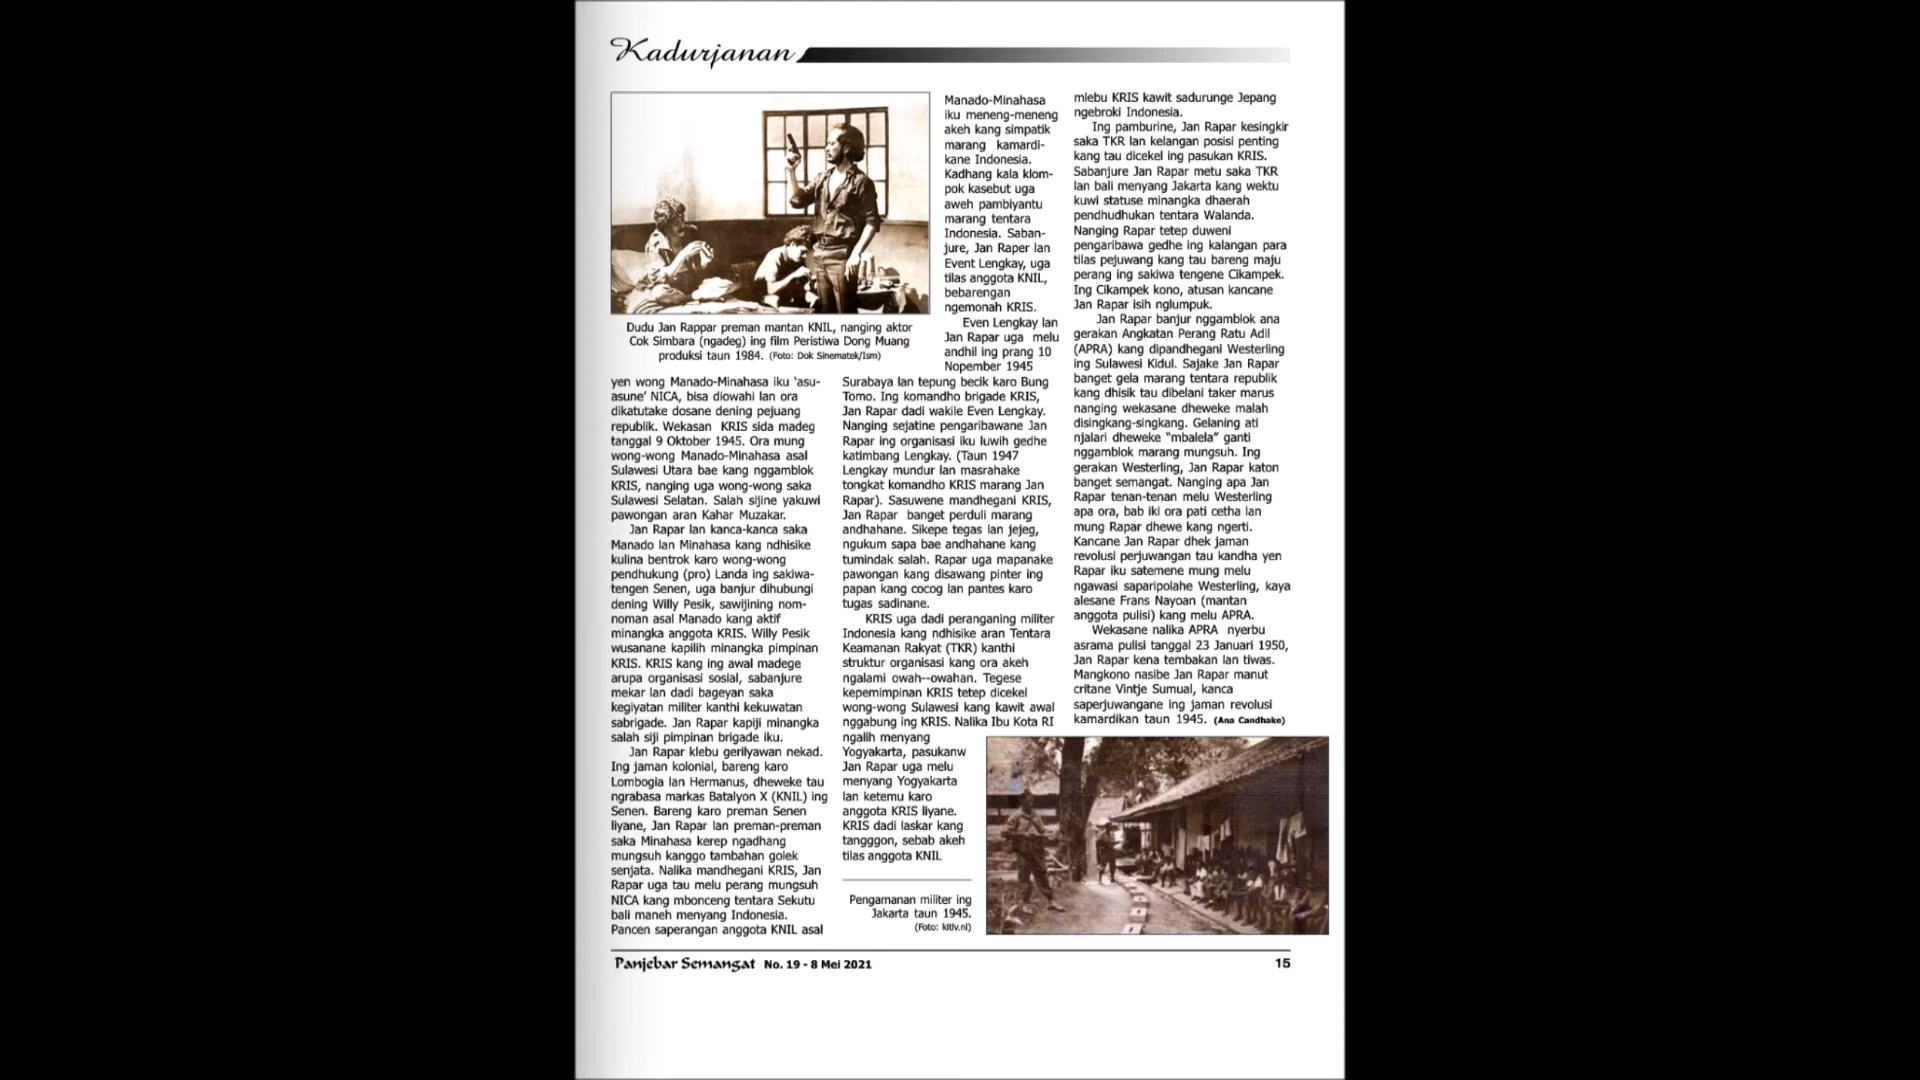 Kadurjanan
Dudu Jan Rappar preman mantan KNIL, nanging aktor
Cok Simbara (ngadeg) ing film Peristiwa Dong Muang
produksi taun 1984. (Foto: Dok Sinematek/Ism)
yen wong Manado-Minahasa iku ‘asu-
asune’ NICA, bisa diowahi lan ora
dikatutake dosane dening pejuang
republik. Wekasan KRIS sida madeg
tanggal 9 Oktober 1945. Ora mung
wong-wong Manado-Minahasa asal
Sulawesi Utara bae kang nggamblok
KRIS, nanging uga wong-wong saka
Sulawesi Selatan. Salah sijine yakuwi
pawongan aran Kahar Muzakar.
Jan Rapar lan kanca-kanca saka
Manado lan Minahasa kang ndhisike
kulina bentrok karo wong-wong
pendhukung (pro) Landa ing sakiwa-
tengen Senen, uga banjur dihubungi
dening Willy Pesik, sawijining nom-
noman asal Manado kang aktif
minangka anggota KRIS. Willy Pesik
wusanane kapilih minangka pimpinan
KRIS. KRIS kang ing awal madege
arupa organisasi sosial, sabanjure
mekar lan dadi bageyan saka
kegiyatan militer kanthi kekuwatan
sabrigade. Jan Rapar kapiji minangka
salah siji pimpinan brigade iku.
Jan Rapar klebu gerilyawan nekad.
Ing jaman kolonial, bareng karo
Lombogia lan Hermanus, dheweke tau
ngrabasa markas Batalyon X (KNIL) ing
Senen. Bareng karo preman Senen
liyane, Jan Rapar lan preman-preman
saka Minahasa kerep ngadhang
mungsuh kanggo tambahan golek
senjata. Nalika mandhegani KRIS, Jan
Rapar uga tau melu perang mungsuh
NICA kang mbonceng tentara Sekutu
bali maneh menyang Indonesia.
Pancen saperangan anggota KNIL asal
Manado-Minahasa
iku meneng-meneng
akeh kang simpatik
marang kamardi-
kane Indonesia.
Kadhang kala klom-
pok kasebut uga
aweh pambiyantu
marang tentara
Indonesia. Saban-
jure, Jan Raper lan
Event Lengkay, uga
tilas anggota KNIL,
bebarengan
ngemonah KRIS.
Even Lengkay lan
Jan Rapar uga melu
andhil ing prang 10
Nopember 1945
Surabaya lan tepung becik karo Bung
Tomo. Ing komandho brigade KRIS,
Jan Rapar dadi wakile Even Lengkay.
Nanging sejatine pengaribawane Jan
Rapar ing organisasi iku luwih gedhe
katimbang Lengkay. (Taun 1947
Lengkay mundur lan masrahake
tongkat komandho KRIS marang Jan
Rapar). Sasuwene mandhegani KRIS,
Jan Rapar banget perduli marang
andhahane. Sikepe tegas lan jejeg,
ngukum sapa bae andhahane kang
tumindak salah. Rapar uga mapanake
pawongan kang disawang pinter ing
papan kang cocog lan pantes karo
tugas sadinane.
KRIS uga dadi peranganing militer
Indonesia kang ndhisike aran Tentara
Keamanan Rakyat (TKR) kanthi
struktur organisasi kang ora akeh
ngalami owah--owahan. Tegese
kepemimpinan KRIS tetep dicekel
wong-wong Sulawesi kang kawit awal
nggabung ing KRIS. Nalika Ibu Kota RI
ngalih menyang
Yogyakarta, pasukanw
Jan Rapar uga melu
menyang Yogyakarta
lan ketemu karo
anggota KRIS liyane.
KRIS dadi laskar kang
tangggon, sebab akeh
tilas anggota KNIL
mlebu KRIS kawit sadurunge Jepang
ngebroki Indonesia.
Ing pamburine, Jan Rapar kesingkir
saka TKR lan kelangan posisi penting
kang tau dicekel ing pasukan KRIS.
Sabanjure Jan Rapar metu saka TKR
lan bali menyang Jakarta kang wektu
kuwi statuse minangka dhaerah
pendhudhukan tentara Walanda.
Nanging Rapar tetep duweni
pengaribawa gedhe ing kalangan para
tilas pejuwang kang tau bareng maju
perang ing sakiwa tengene Cikampek.
Ing Cikampek kono, atusan kancane
Jan Rapar isih nglumpuk.
Jan Rapar banjur nggamblok ana
gerakan Angkatan Perang Ratu Adil
(APRA) kang dipandhegani Westerling
ing Sulawesi Kidul. Sajake Jan Rapar
banget gela marang tentara republik
kang dhisik tau dibelani taker marus
nanging wekasane dheweke malah
disingkang-singkang. Gelaning ati
njalari dheweke “mbalela” ganti
nggamblok marang mungsuh. Ing
gerakan Westerling, Jan Rapar katon
banget semangat. Nanging apa Jan
Rapar tenan-tenan melu Westerling
apa ora, bab iki ora pati cetha lan
mung Rapar dhewe kang ngerti.
Kancane Jan Rapar dhek jaman
revolusi perjuwangan tau kandha yen
Rapar iku satemene mung melu
ngawasi saparipolahe Westerling, kaya
alesane Frans Nayoan (mantan
anggota pulisi) kang melu APRA.
Wekasane nalika APRA nyerbu
asrama pulisi tanggal 23 Januari 1950,
Jan Rapar kena tembakan lan tiwas.
Mangkono nasibe Jan Rapar manut
critane Vintje Sumual, kanca
saperjuwangane ing jaman revolusi
kamardikan taun 1945. (Ana Candhake)
Pengamanan militer ing
Jakarta taun 1945.
(Foto: kitlv.nl)
Panjebar Semangat No. 19 - 8 Mei 2021
15